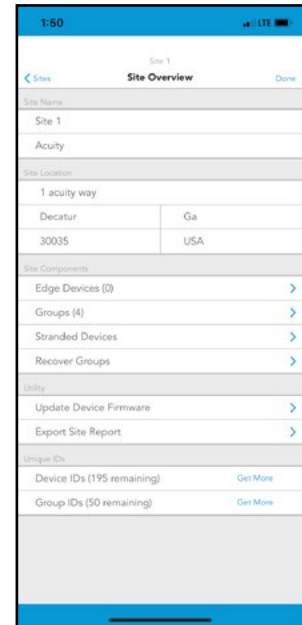 1:50 LTE
Site 1
Sites Site Overview Done
Site Name
Site 1
Acuity
Site Location
1 acuity way
Decatur Ga
30035 USA
Site Components
Edge Devices (0)
Groups (4)
Stranded Devices
Recover Groups
Utility
Update Device Firmware
Export Site Report
Unique IDs
Device IDs (195 remaining) Get More
Group IDs (50 remaining) Get More